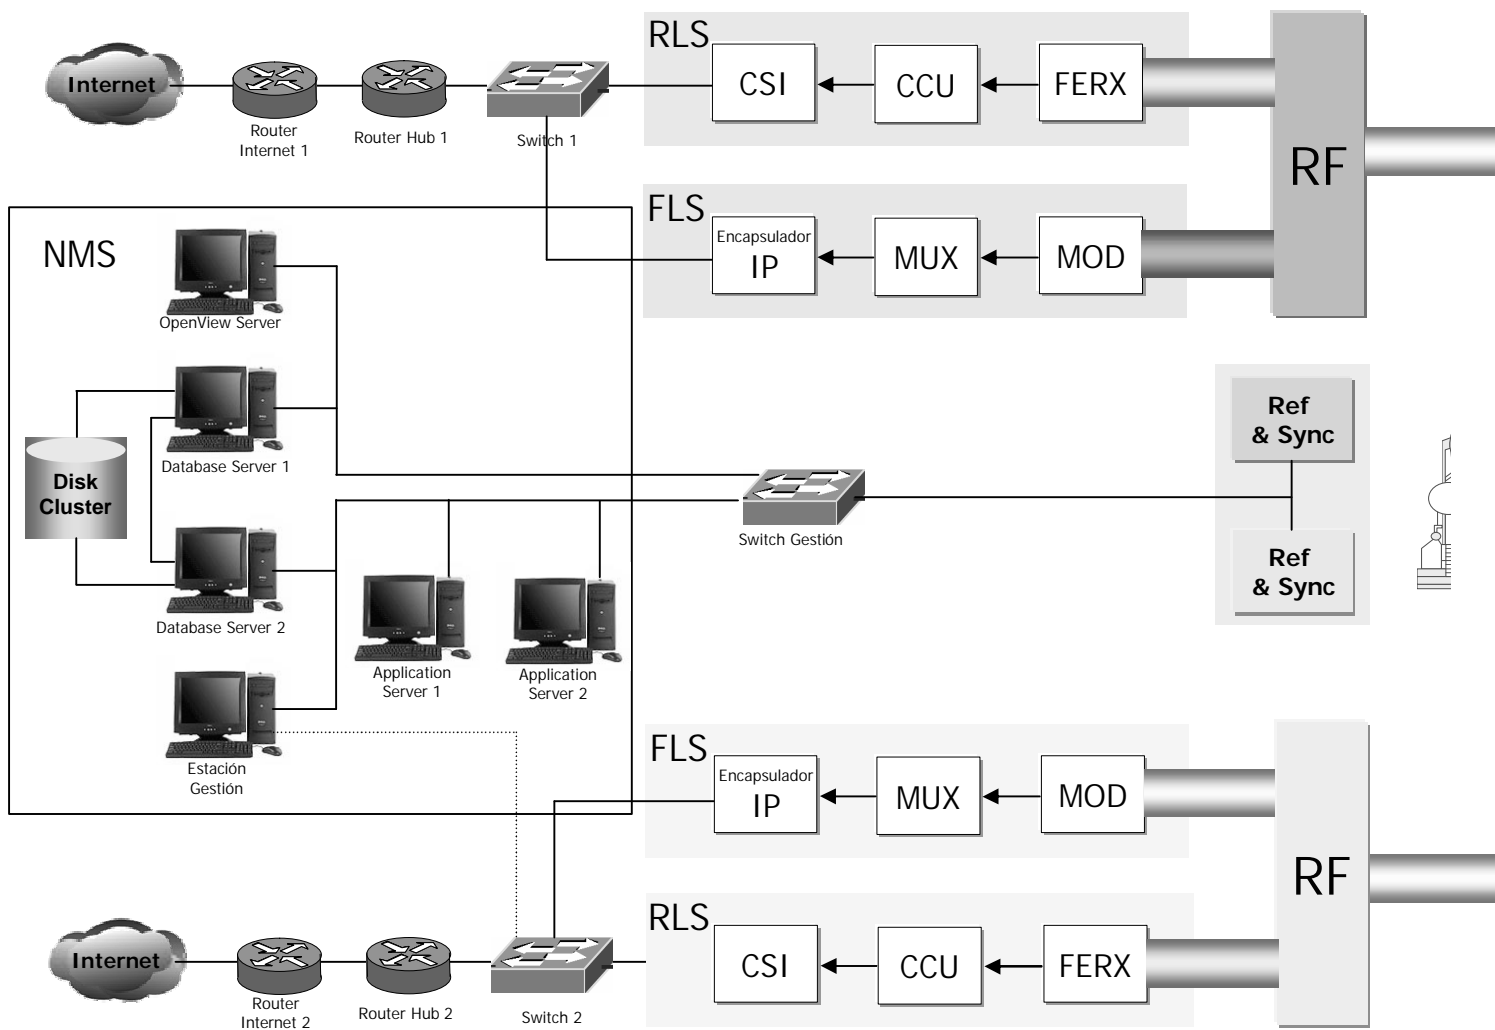 RLS
Internet
CSI
CCU
FERX
Router
Internet 1
Router Hub 1
Switch 1
RF
FLS
Encapsulador
IP
MUX
MOD
NMS
OpenView Server
Database Server 1
Disk
Cluster
Ref
& Sync
Switch Gestión
Ref
& Sync
Database Server 2
Application
Server 1
Application
Server 2
Estación
Gestión
FLS
Encapsulador
IP
MUX
MOD
RF
RLS
Internet
CSI
CCU
FERX
Router
Internet 2
Router Hub 2
Switch 2